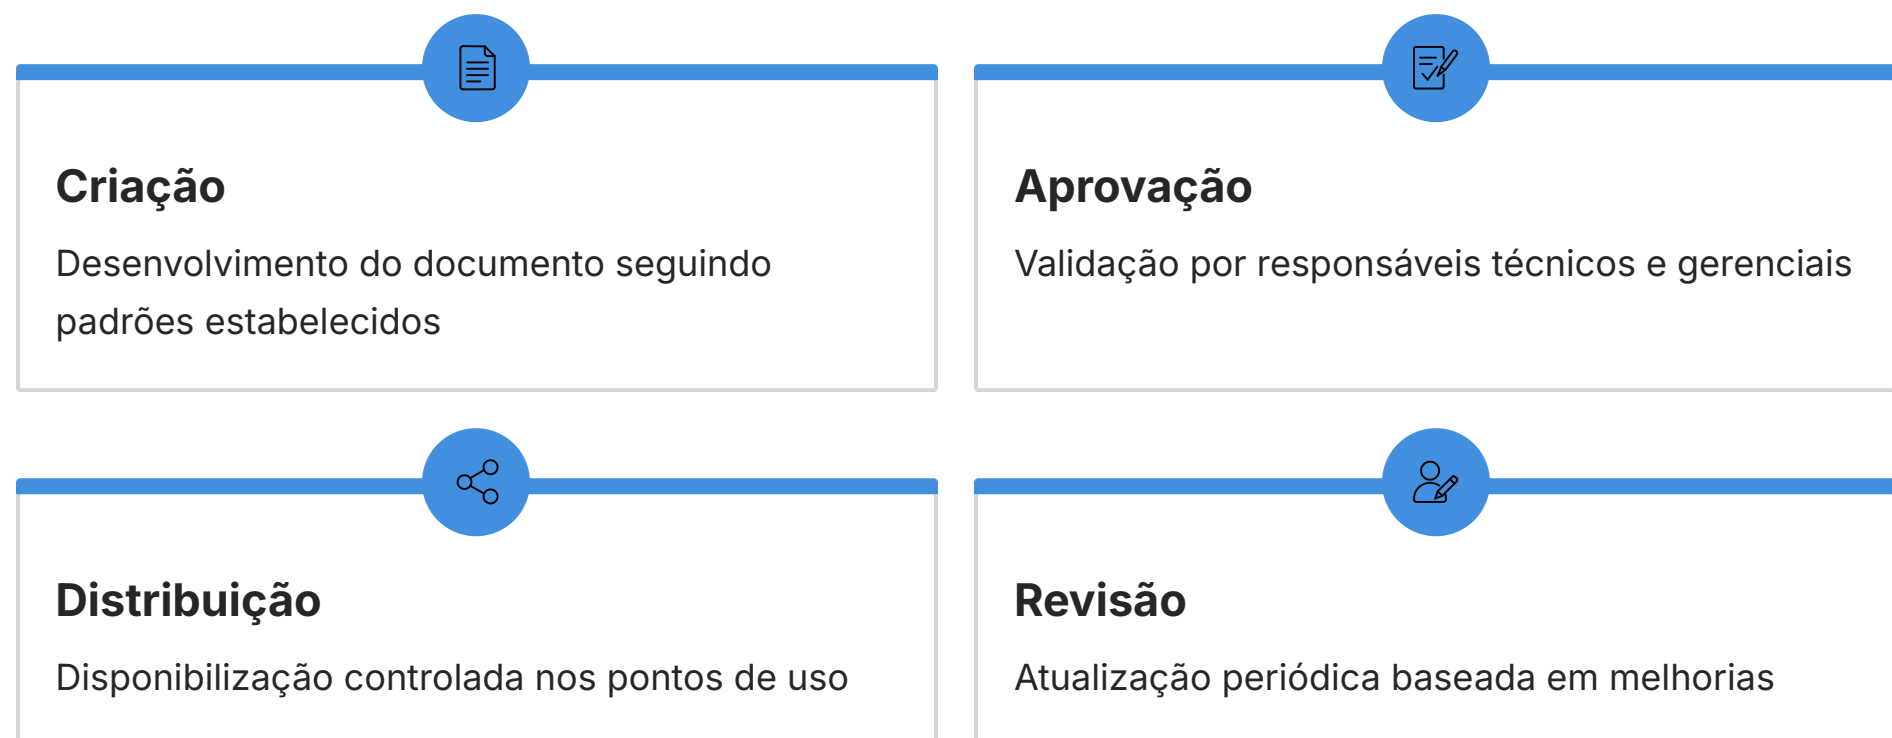 Criação
Desenvolvimento do documento seguindo
padrões estabelecidos
Aprovação
Validação por responsáveis técnicos e gerenciais
Distribuição
Disponibilização controlada nos pontos de uso
Revisão
Atualização periódica baseada em melhorias